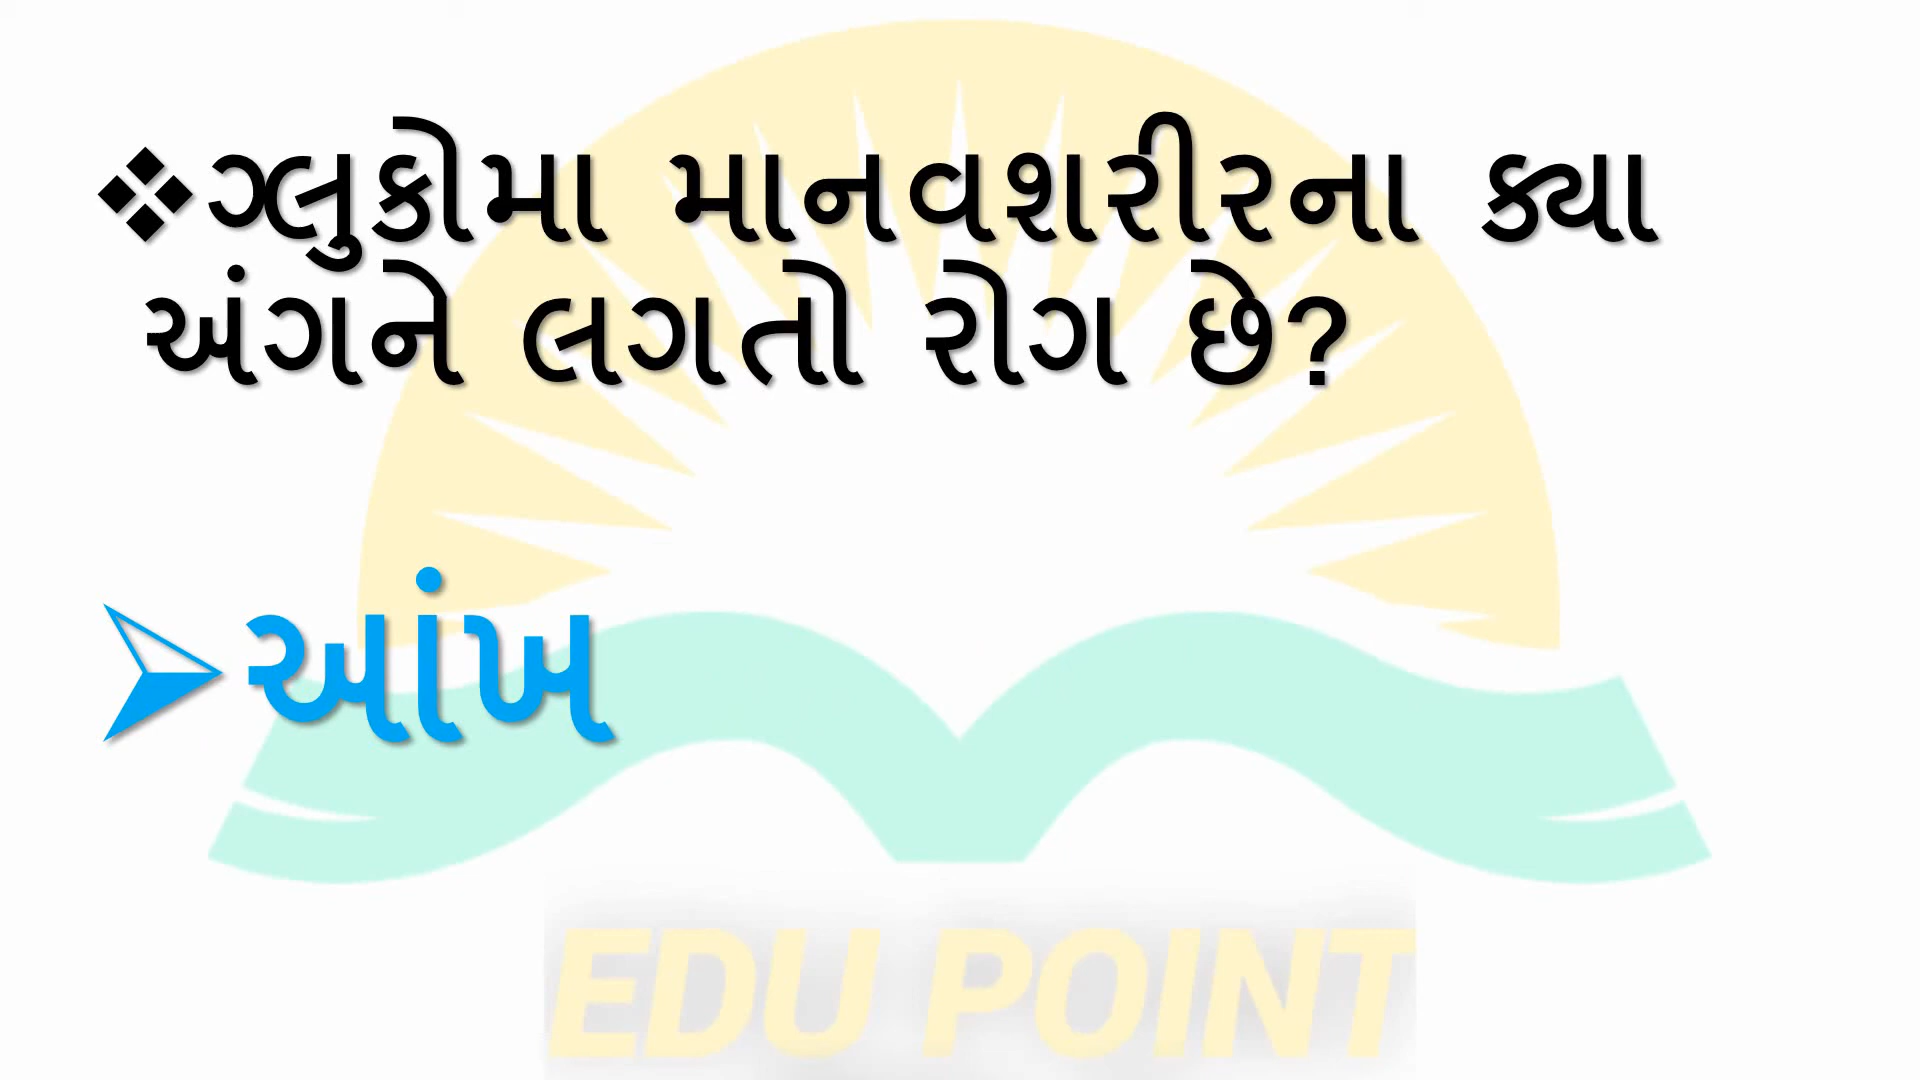 ❖ગ્લુકોમા માનવશરીરના ક્યા
અંગને લગતો રોગ છે?
➢આંખ
EDU POINT